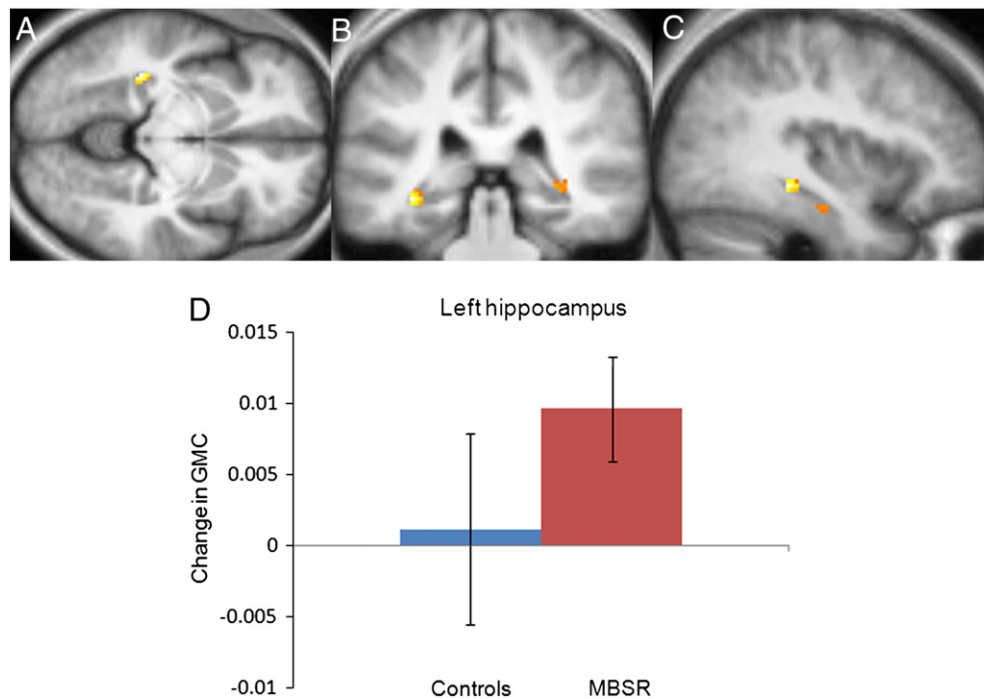 A
B
C
D
Left hippocampus
Change in GMC
0.015
0.01
0.005
0
-0.005
-0.01
Controls
MBSR